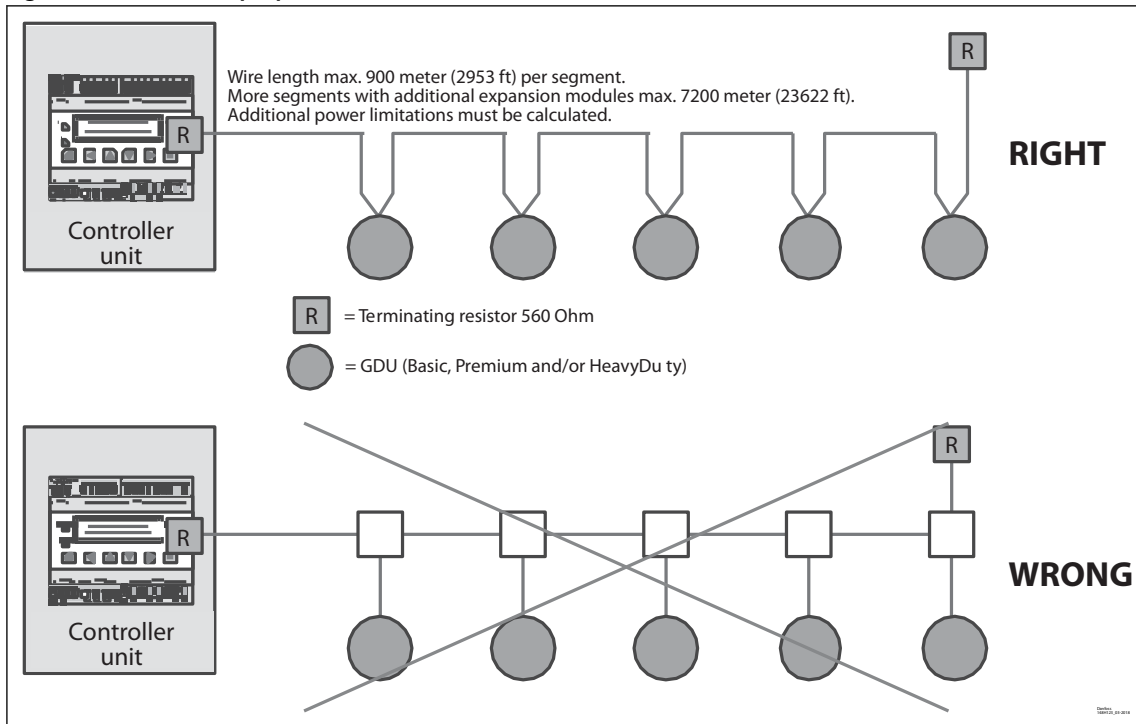 R
Wire length max. 900 meter (2953 ft) per segment.
More segments with additional expansion modules max. 7200 meter (23622 ft).
Additional power limitations must be calculated.
R
RIGHT
Controller
unit
R = Terminating resistor 560 Ohm
= GDU (Basic, Premium and/or HeavyDu ty)
R
R
WRONG
Controller
unit
Danfoss